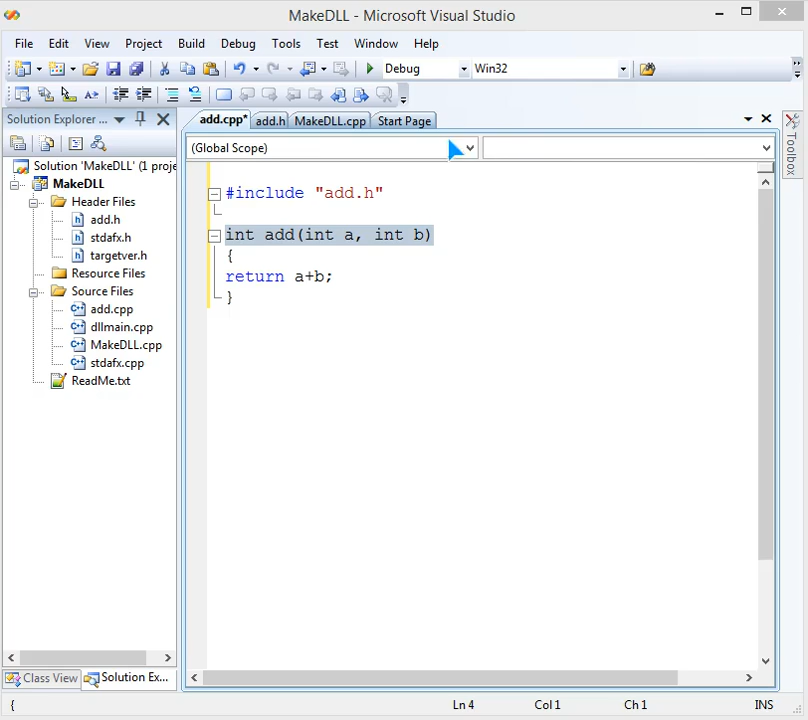 MakeDLL - Microsoft Visual Studio
File Edit View Project Build Debug Tools Test Window Help
Debug Win32
Solution Explorer ...
add.cpp* add.h MakeDLL.cpp Start Page
(Global Scope)
Toolbox
Solution 'MakeDLL' (1 proje
MakeDLL
Header Files
add.h
stdafx.h
targetver.h
Resource Files
Source Files
add.cpp
dllmain.cpp
MakeDLL.cpp
stdafx.cpp
ReadMe.txt
#include "add.h"
int add(int a, int b)
{
return a+b;
}
Class View Solution Ex...
{ Ln 4 Col 1 Ch 1 INS